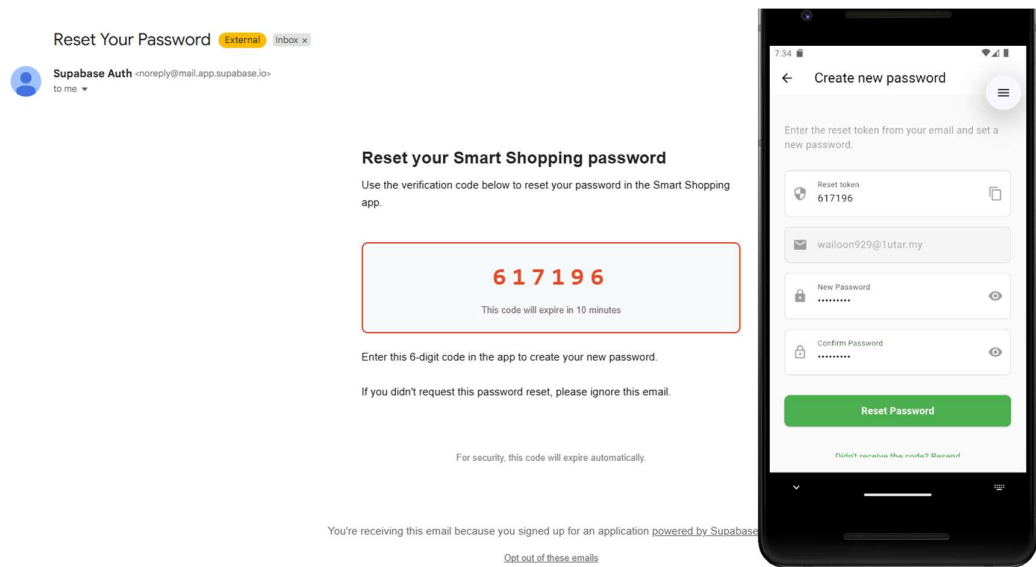 Reset Your Password External Inbox x
Supabase Auth <noreply@mail.app.supabase.io>
to me
Reset your Smart Shopping password
Use the verification code below to reset your password in the Smart Shopping
app.
617196
This code will expire in 10 minutes
Enter this 6-digit code in the app to create your new password.
If you didn't request this password reset, please ignore this email.
For security, this code will expire automatically.
You're receiving this email because you signed up for an application powered by Supabase
Opt out of these emails
7:34
Create new password
Enter the reset token from your email and set a
new password.
Reset token
617196
wailoon929@1utar.my
New Password
•••••••••
Confirm Password
•••••••••
Reset Password
Didn't receive the code? Resend